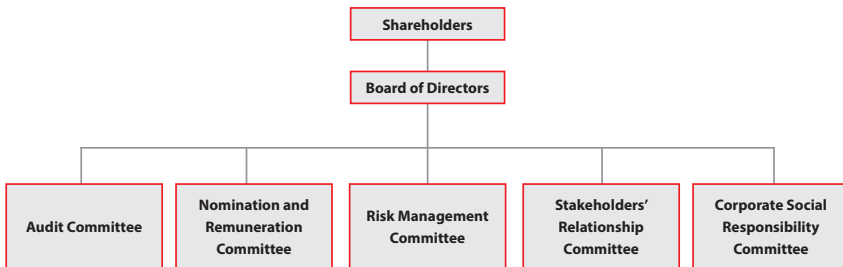 Shareholders
Board of Directors
Audit Committee
Nomination and
Remuneration
Committee
Risk Management
Committee
Stakeholders’
Relationship
Committee
Corporate Social
Responsibility
Committee